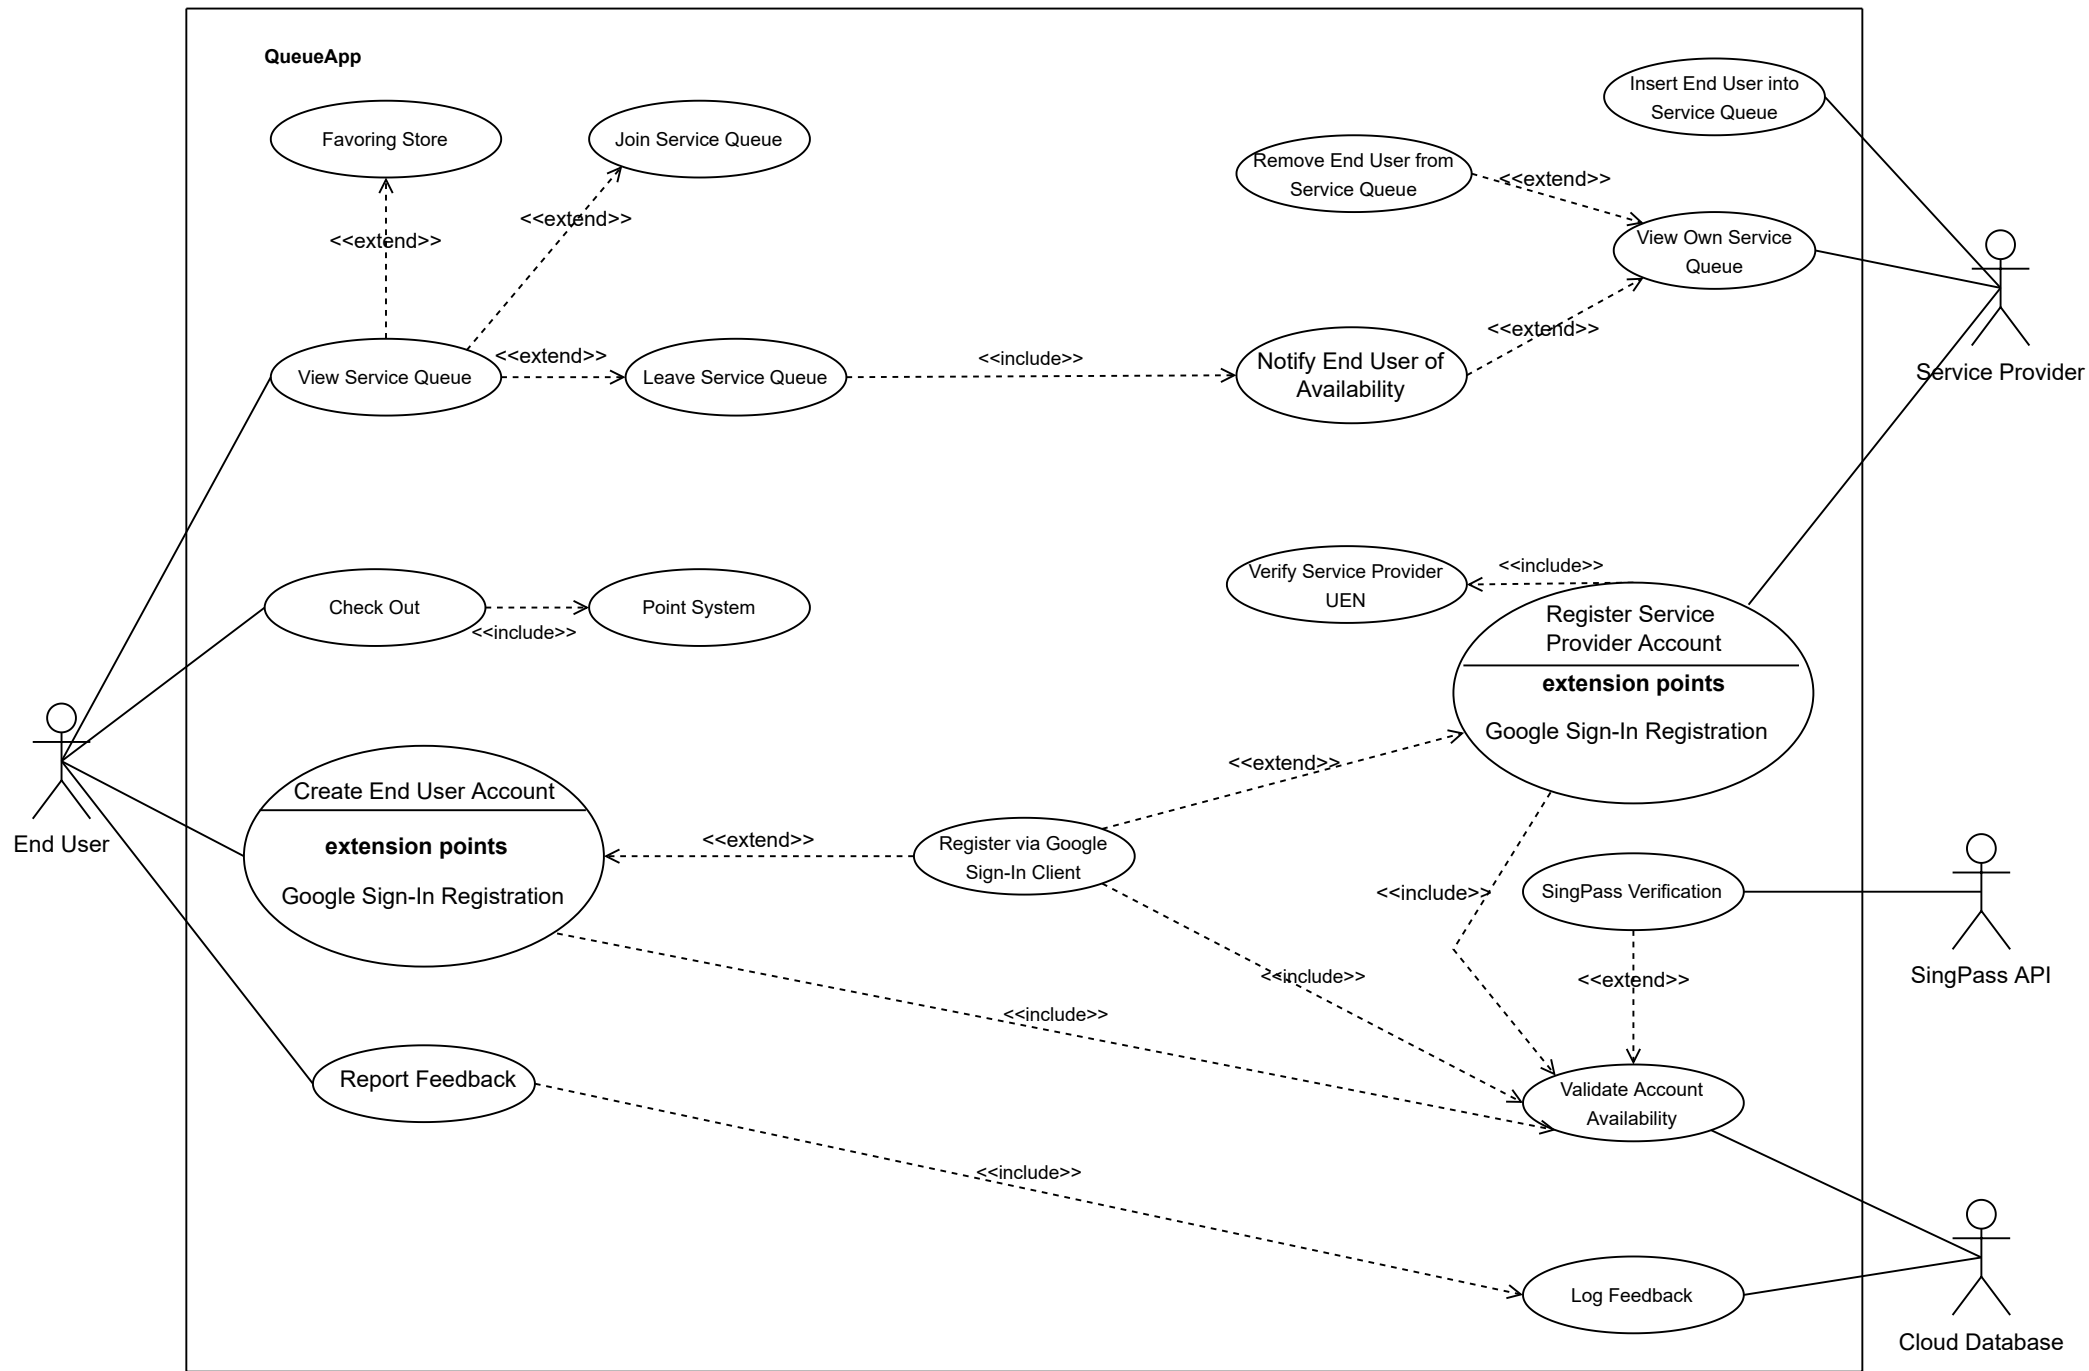 QueueApp
Insert End User into
Service Queue
Favoring Store
Join Service Queue
Remove End User from
Service Queue
<<extend>>
<<extend>>
<<extend>>
View Own Service
Queue
<<extend>>
<<extend>>
<<include>>
Notify End User of
Availability
View Service Queue
Leave Service Queue
Service Provider
<<include>>
Verify Service Provider
UEN
Check Out
Point System
<<include>>
Register Service
Provider Account
extension points
Google Sign-In Registration
<<extend>>
Create End User Account
extension points
Google Sign-In Registration
<<extend>>
Register via Google
Sign-In Client
End User
<<include>>
SingPass Verification
SingPass API
<<include>>
<<extend>>
<<include>>
Report Feedback
Validate Account
Availability
<<include>>
Log Feedback
Cloud Database